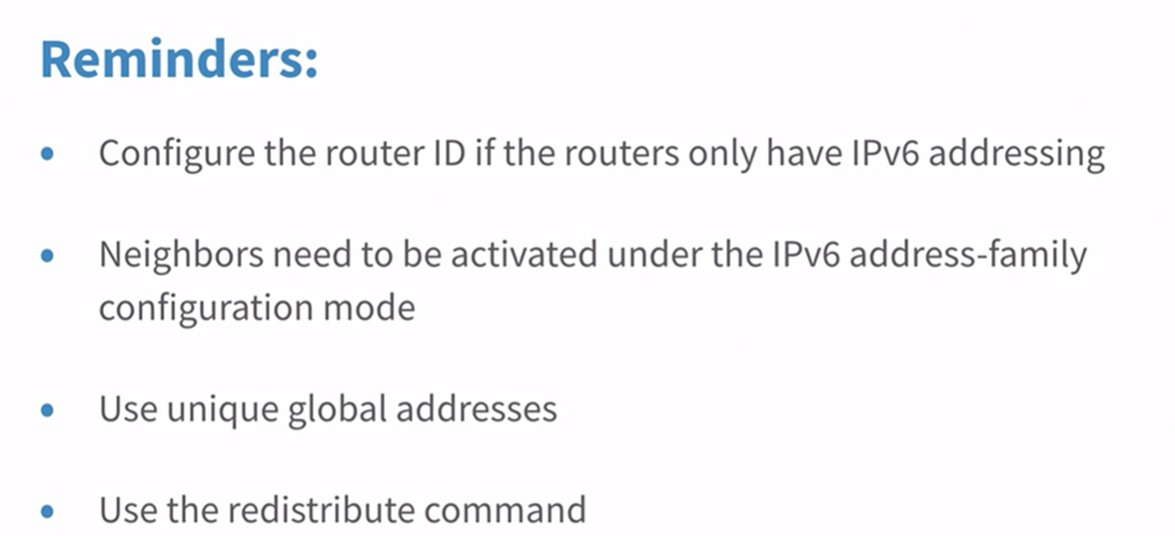 Reminders:
• Configure the router ID if the routers only have IPv6 addressing
• Neighbors need to be activated under the IPv6 address-family
configuration mode
• Use unique global addresses
• Use the redistribute command